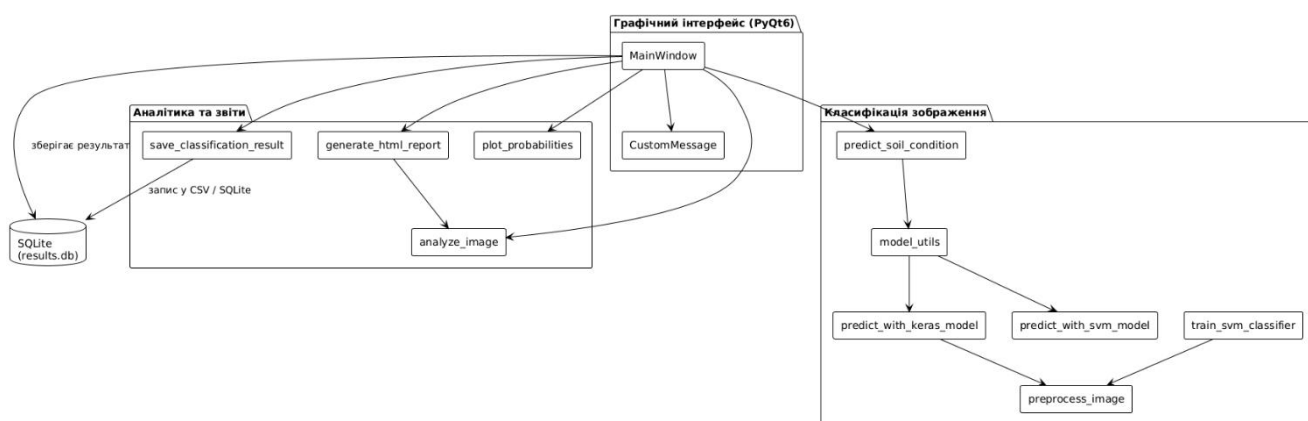 Графічний інтерфейс (PyQt6)
MainWindow
CustomMessage
Аналітика та звіти
save_classification_result
generate_html_report
plot_probabilities
analyze_image
зберігає результат
запис у CSV / SQLite
SQLite
(results.db)
Класифікація зображення
predict_soil_condition
model_utils
predict_with_keras_model
predict_with_svm_model
train_svm_classifier
preprocess_image